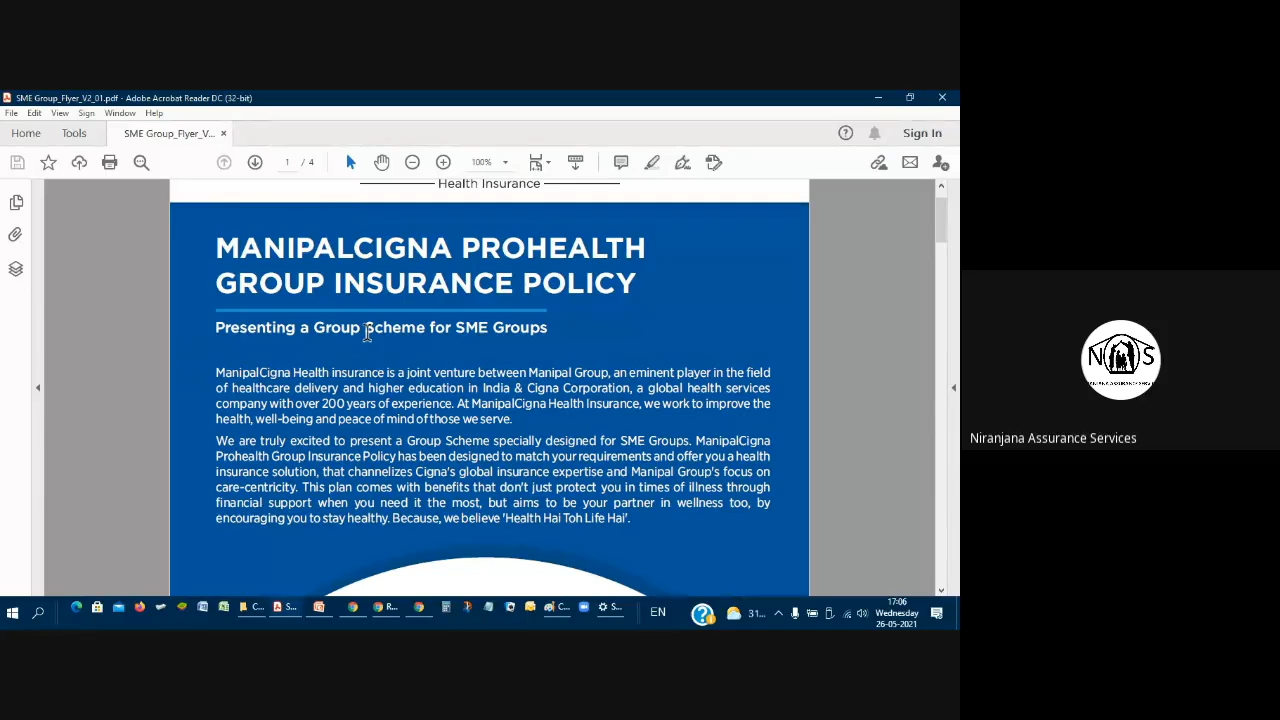 SME Group_Flyer_V2_01.pdf - Adobe Acrobat Reader DC (32-bit)
File Edit View Sign Window Help
Home Tools SME Group_Flyer_V... × Sign In
1 / 4 100%
Health Insurance
MANIPALCIGNA PROHEALTH
GROUP INSURANCE POLICY
Presenting a Group Scheme for SME Groups
ManipalCigna Health insurance is a joint venture between Manipal Group, an eminent player in the field
of healthcare delivery and higher education in India & Cigna Corporation, a global health services
company with over 200 years of experience. At ManipalCigna Health Insurance, we work to improve the
health, well-being and peace of mind of those we serve.
We are truly excited to present a Group Scheme specially designed for SME Groups. ManipalCigna
Prohealth Group Insurance Policy has been designed to match your requirements and offer you a health
insurance solution, that channelizes Cigna's global insurance expertise and Manipal Group's focus on
care-centricity. This plan comes with benefits that don't just protect you in times of illness through
financial support when you need it the most, but aims to be your partner in wellness too, by
encouraging you to stay healthy. Because, we believe 'Health Hai Toh Life Hai'.
C... S... R... C... S... EN 31...
17:06
Wednesday
26-05-2021
NAS
Niranjana Assurance Services